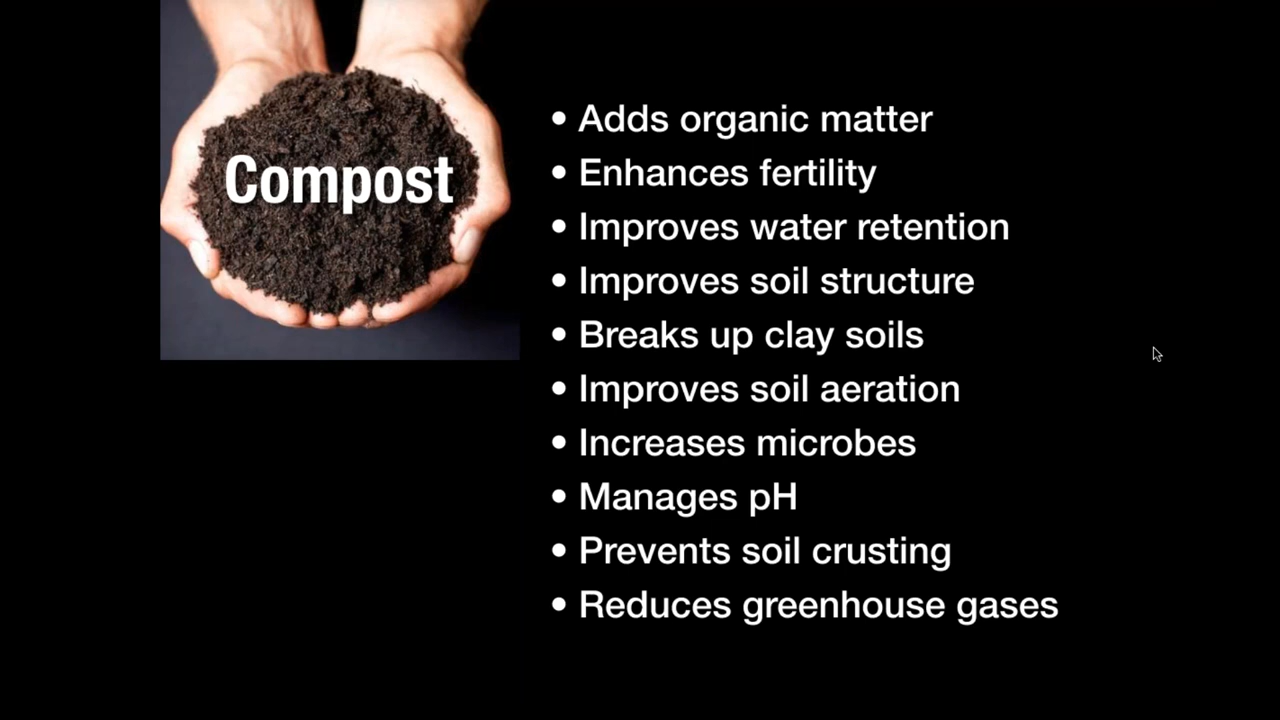 Compost
• Adds organic matter
• Enhances fertility
• Improves water retention
• Improves soil structure
• Breaks up clay soils
• Improves soil aeration
• Increases microbes
• Manages pH
• Prevents soil crusting
• Reduces greenhouse gases